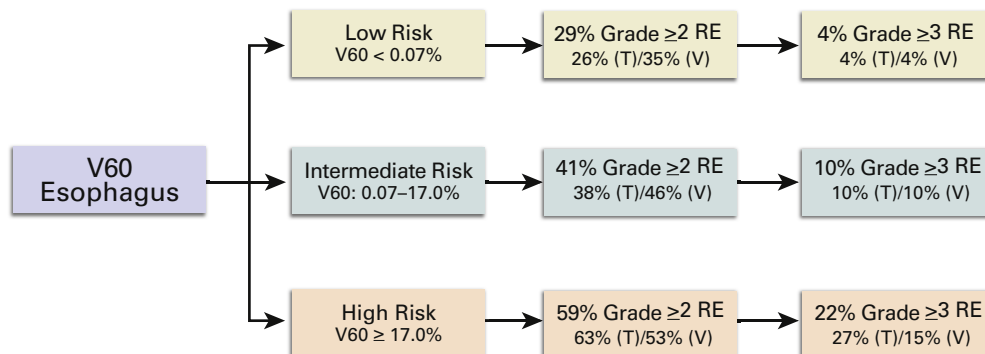 V60
Esophagus
Low Risk
V60 < 0.07%
29% Grade ≥2 RE
26% (T)/35% (V)
4% Grade ≥3 RE
4% (T)/4% (V)
Intermediate Risk
V60: 0.07–17.0%
41% Grade ≥2 RE
38% (T)/46% (V)
10% Grade ≥3 RE
10% (T)/10% (V)
High Risk
V60 ≥ 17.0%
59% Grade ≥2 RE
63% (T)/53% (V)
22% Grade ≥3 RE
27% (T)/15% (V)